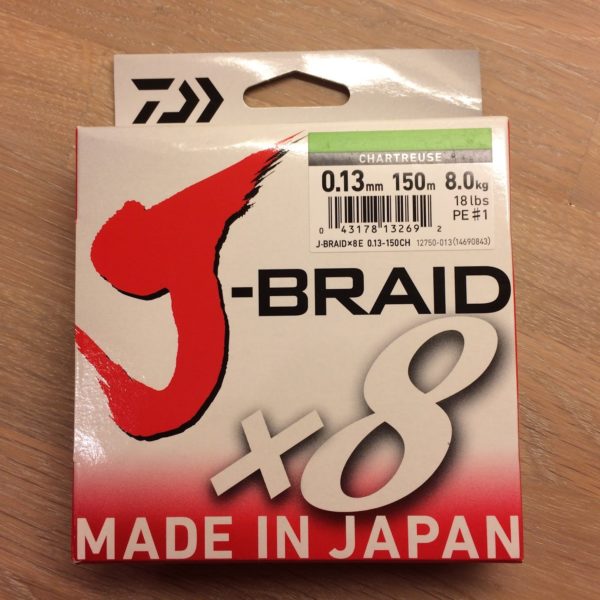 CHARTREUSE
0.13mm 150m 8.0kg
18 lbs
PE#1
0 43178 13269 2
J-BRAID×8E 0.13-150CH 12750-013(14690843)
J-BRAID
×8
MADE IN JAPAN